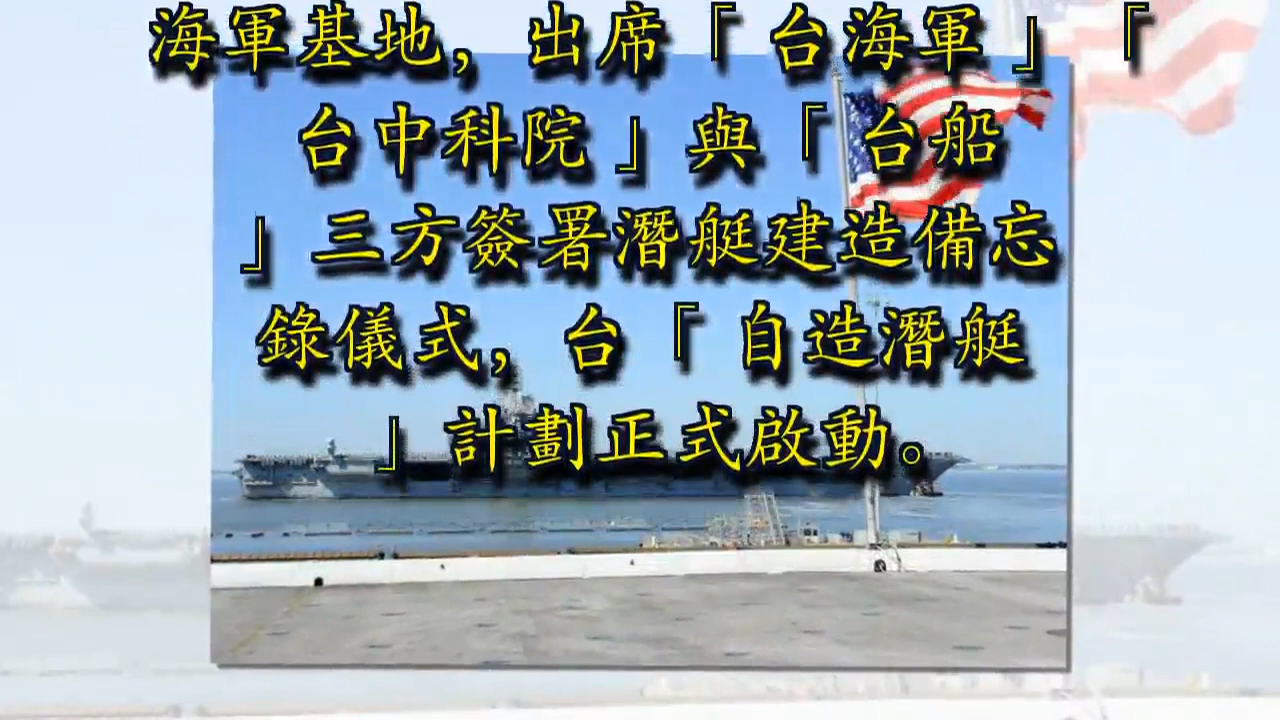 海軍基地，出席「台海軍」「
台中科院」與「台船
」三方簽署潛艇建造備忘
錄儀式，台「自造潛艇
」計劃正式啟動。